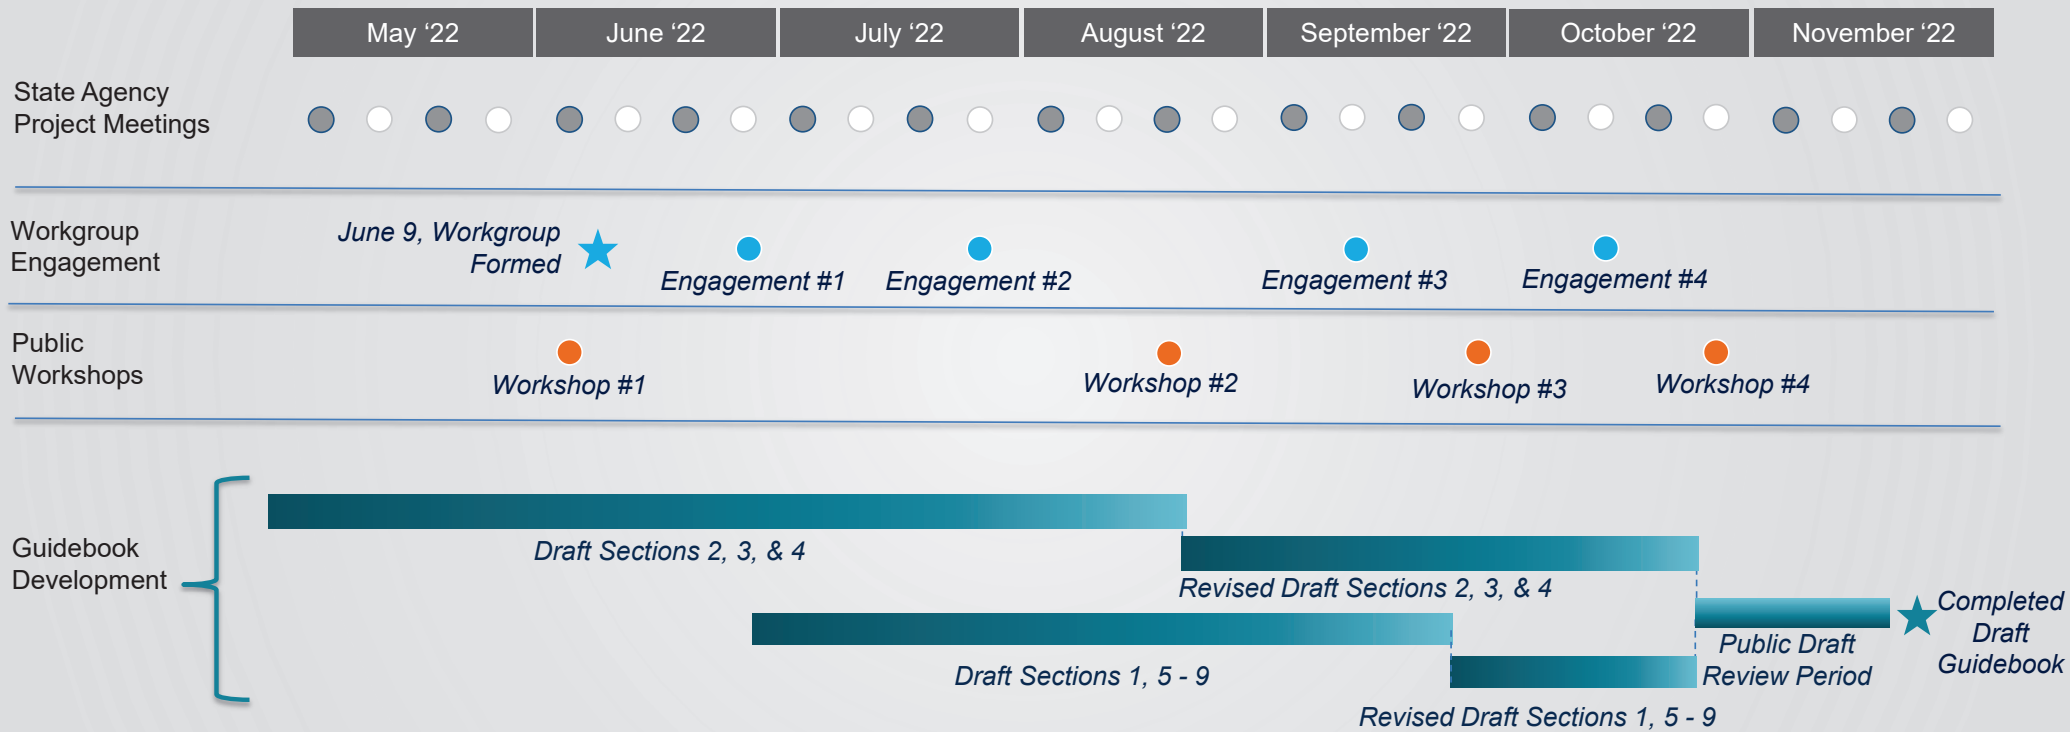 May ‘22
June ‘22
July ‘22
August ‘22
September ‘22
October ‘22
November ‘22
State Agency
Project Meetings
Workgroup
Engagement
June 9, Workgroup
Formed
Engagement #1
Engagement #2
Engagement #3
Engagement #4
Public
Workshops
Workshop #1
Workshop #2
Workshop #3
Workshop #4
Guidebook
Development
Draft Sections 2, 3, & 4
Revised Draft Sections 2, 3, & 4
Draft Sections 1, 5 - 9
Revised Draft Sections 1, 5 - 9
Public Draft
Review Period
Completed
Draft
Guidebook